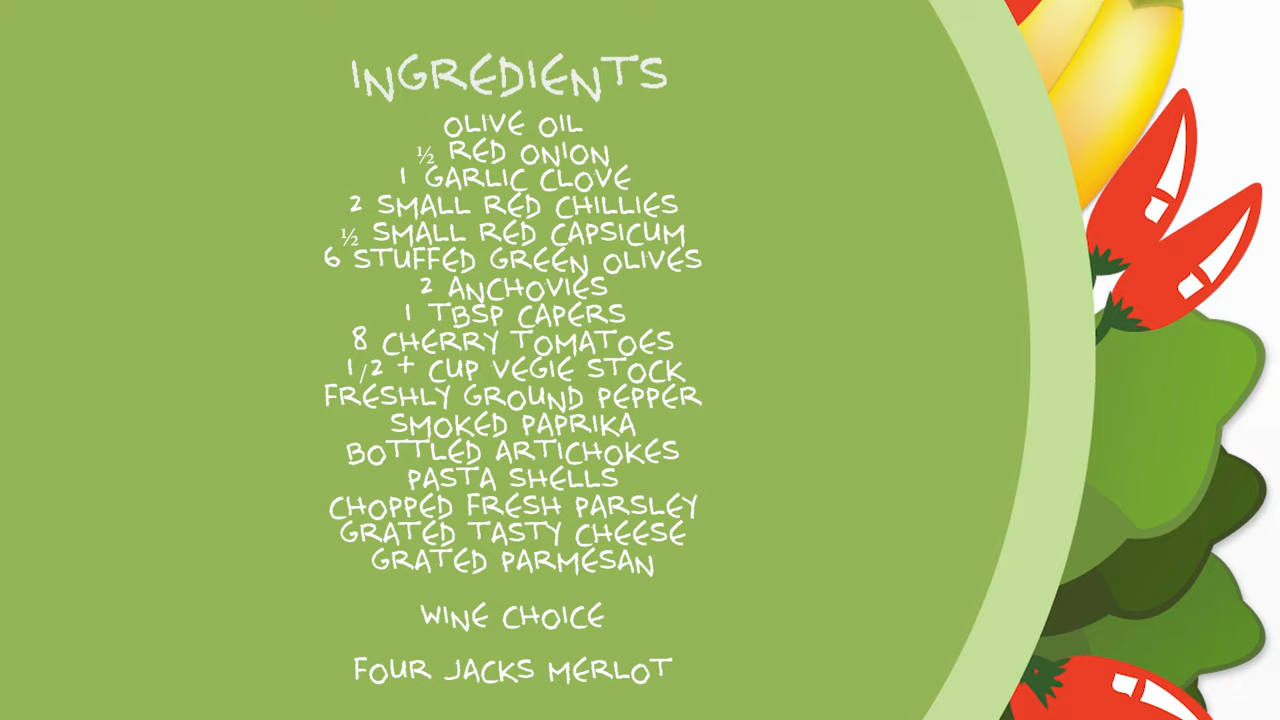 INGREDIENTS
OLIVE OIL
½ RED ONION
1 GARLIC CLOVE
2 SMALL RED CHILLIES
½ SMALL RED CAPSICUM
6 STUFFED GREEN OLIVES
2 ANCHOVIES
1 TBSP CAPERS
8 CHERRY TOMATOES
1/2 + CUP VEGIE STOCK
FRESHLY GROUND PEPPER
SMOKED PAPRIKA
BOTTLED ARTICHOKES
PASTA SHELLS
CHOPPED FRESH PARSLEY
GRATED TASTY CHEESE
GRATED PARMESAN
WINE CHOICE
FOUR JACKS MERLOT